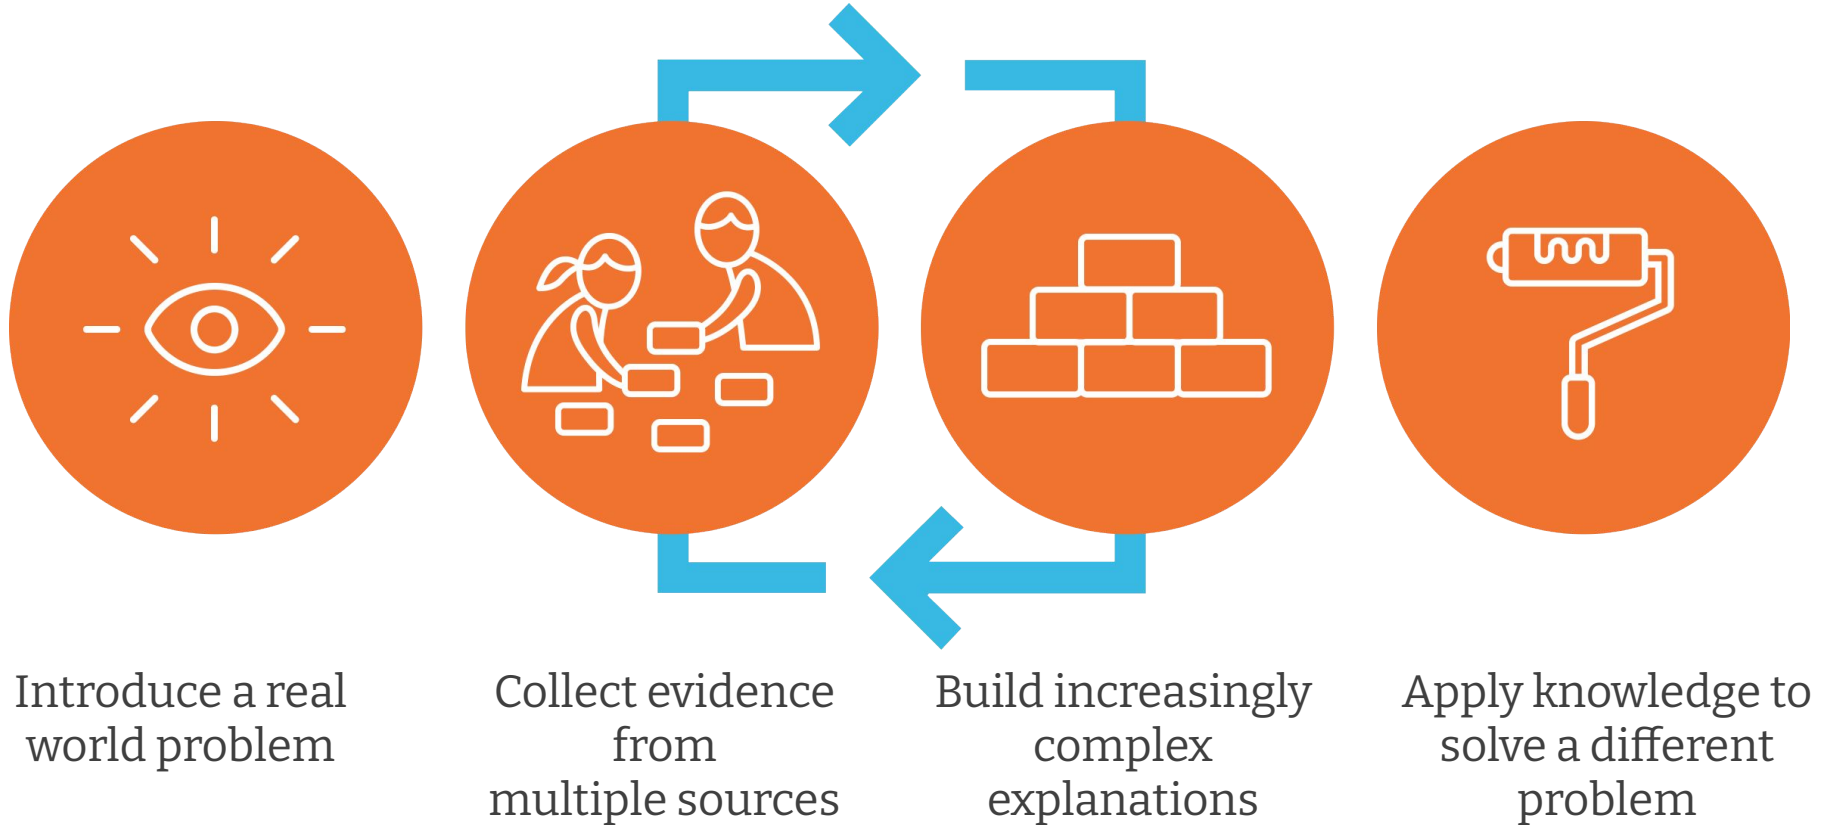 Introduce a real
world problem
Collect evidence
from
multiple sources
Build increasingly
complex
explanations
Apply knowledge to
solve a different
problem